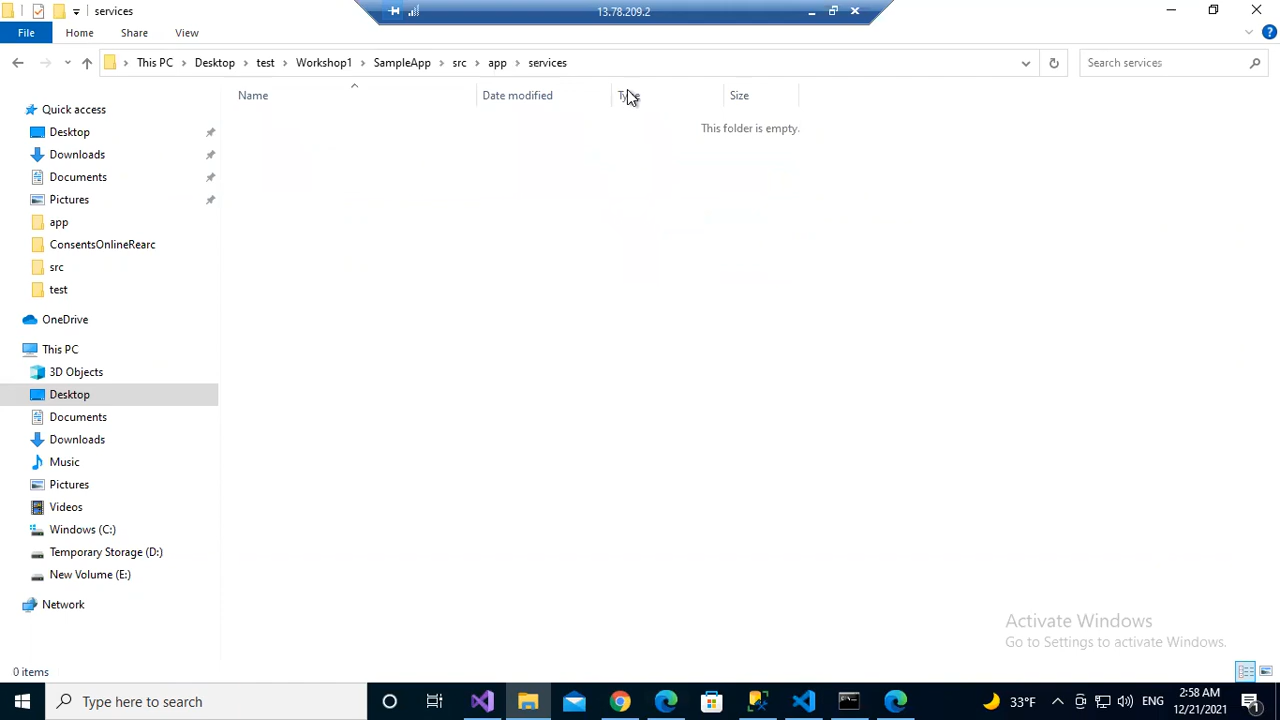 services
13.78.209.2
File Home Share View
This PC Desktop test Workshop1 SampleApp src app services
Search services
Name Date modified Type Size
This folder is empty.
Quick access
Desktop
Downloads
Documents
Pictures
app
ConsentsOnlineRearc
src
test
OneDrive
This PC
3D Objects
Desktop
Documents
Downloads
Music
Pictures
Videos
Windows (C:)
Temporary Storage (D:)
New Volume (E:)
Network
Activate Windows
Go to Settings to activate Windows.
0 items
Type here to search
33°F
ENG
2:58 AM
12/21/2021
1